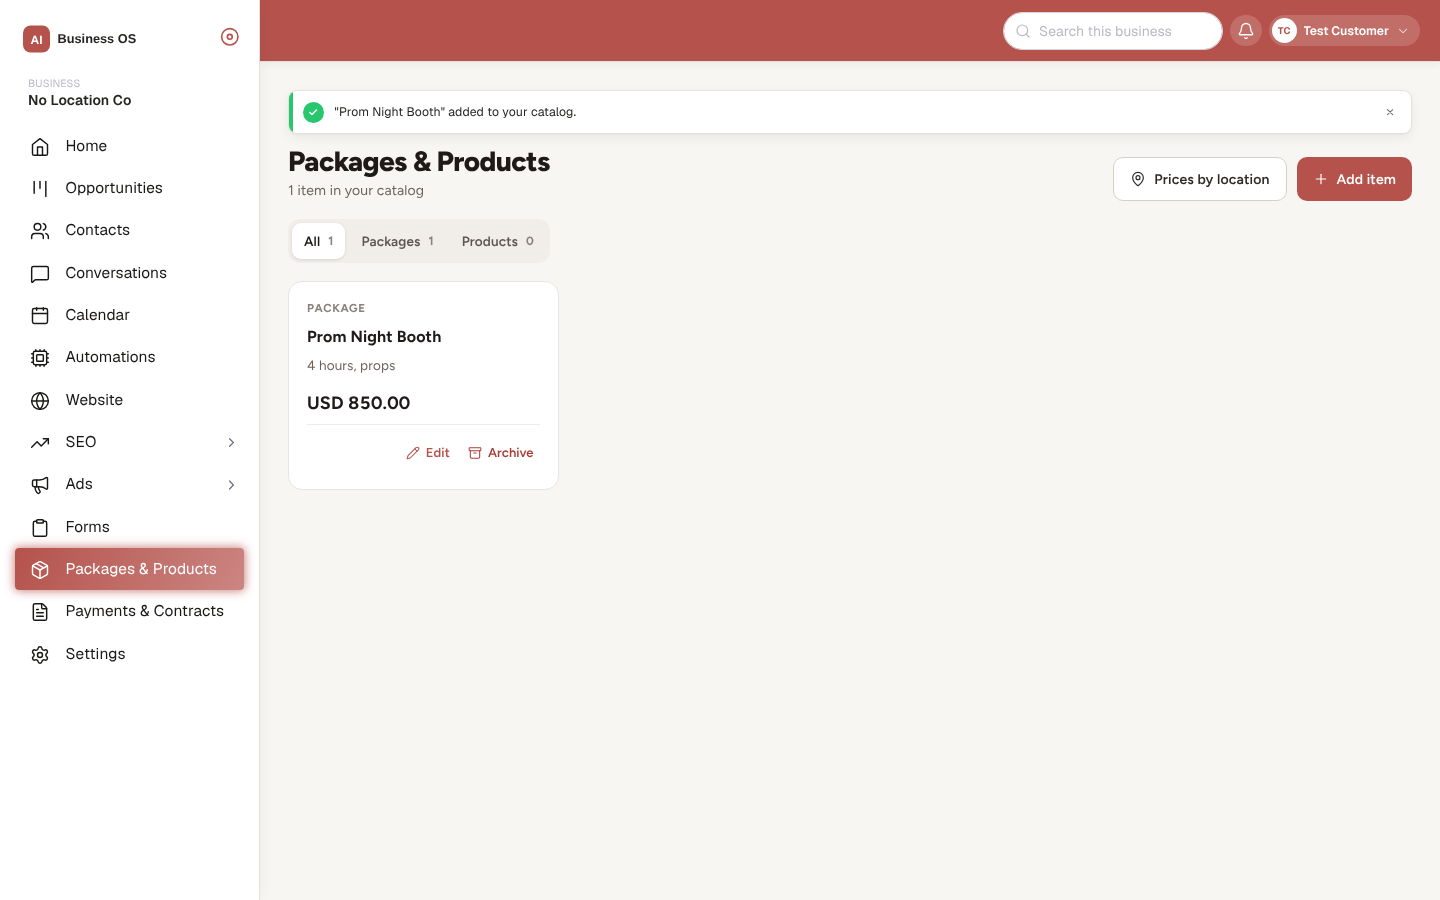 AI Business OS
BUSINESS
No Location Co
Home
Opportunities
Contacts
Conversations
Calendar
Automations
Website
SEO
Ads
Forms
Packages & Products
Payments & Contracts
Settings
Search this business
TC Test Customer
"Prom Night Booth" added to your catalog.
Packages & Products
1 item in your catalog
Prices by location
Add item
All 1 Packages 1 Products 0
PACKAGE
Prom Night Booth
4 hours, props
USD 850.00
Edit Archive